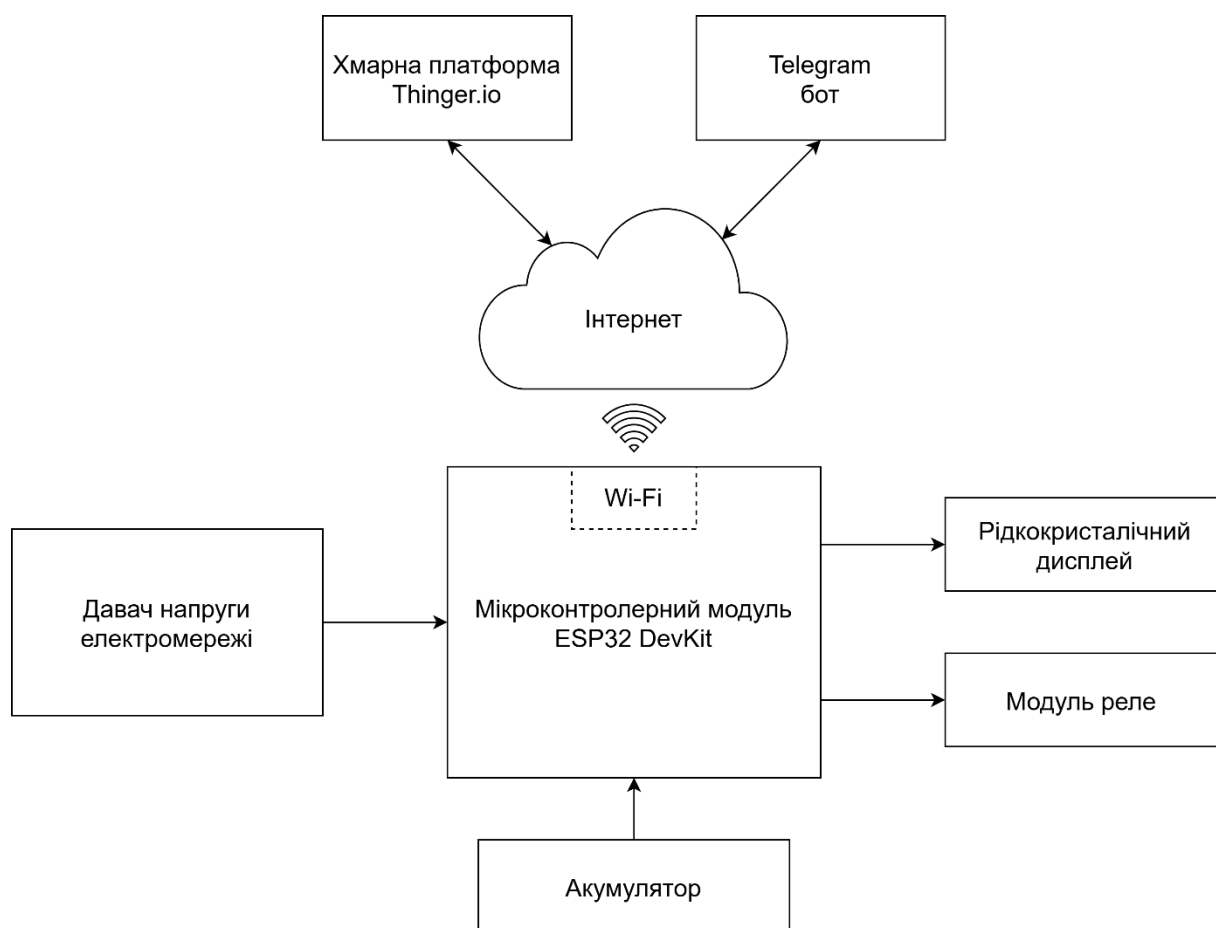 Хмарна платформа
Thinger.io
Telegram
бот
Інтернет
Wi-Fi
Давач напруги
електромережі
Мікроконтролерний модуль
ESP32 DevKit
Рідкокристалічний
дисплей
Модуль реле
Акумулятор